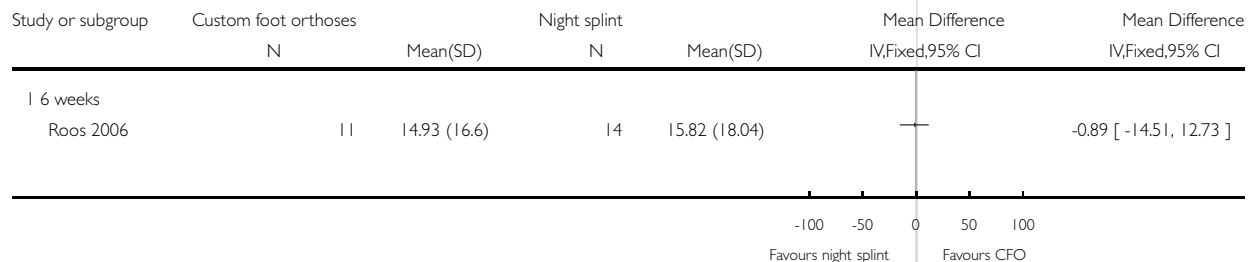 Study or subgroup Custom foot orthoses Night splint Mean Difference Mean Difference
N Mean(SD) N Mean(SD) IV,Fixed,95% CI IV,Fixed,95% CI
1 6 weeks
Roos 2006 11 14.93 (16.6) 14 15.82 (18.04) -0.89 [ -14.51, 12.73 ]
-100 -50 0 50 100
Favours night splint Favours CFO